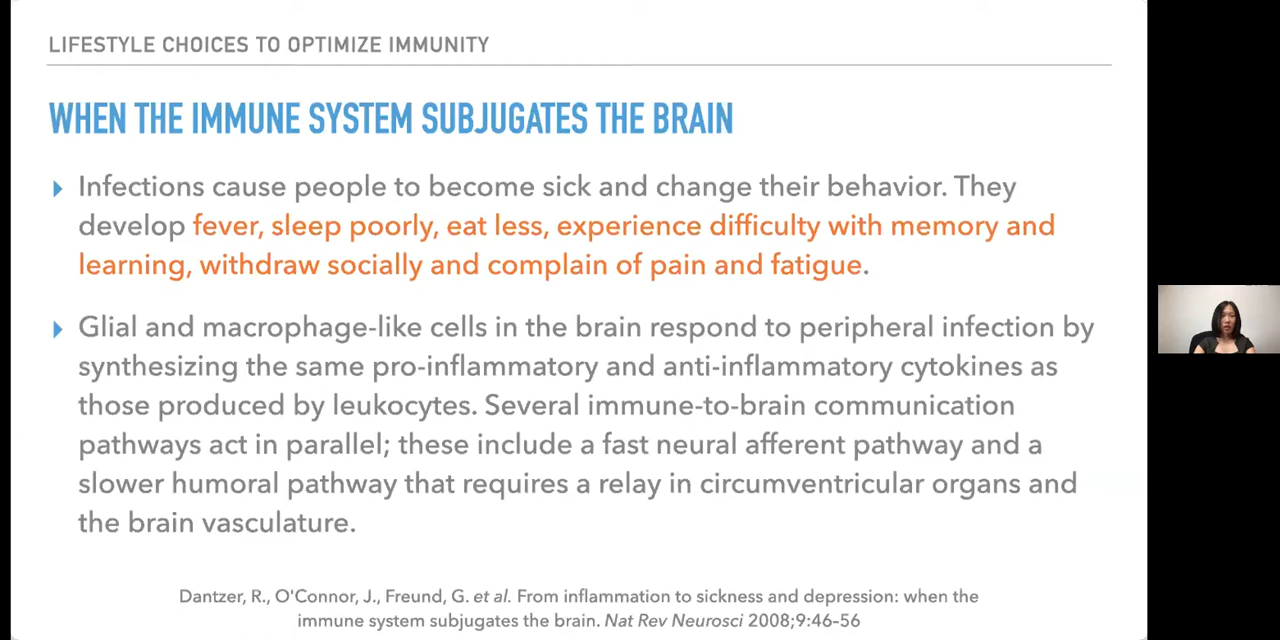 LIFESTYLE CHOICES TO OPTIMIZE IMMUNITY
WHEN THE IMMUNE SYSTEM SUBJUGATES THE BRAIN
Infections cause people to become sick and change their behavior. They
develop fever, sleep poorly, eat less, experience difficulty with memory and
learning, withdraw socially and complain of pain and fatigue.
Glial and macrophage-like cells in the brain respond to peripheral infection by
synthesizing the same pro-inflammatory and anti-inflammatory cytokines as
those produced by leukocytes. Several immune-to-brain communication
pathways act in parallel; these include a fast neural afferent pathway and a
slower humoral pathway that requires a relay in circumventricular organs and
the brain vasculature.
Dantzer, R., O'Connor, J., Freund, G. et al. From inflammation to sickness and depression: when the
immune system subjugates the brain. Nat Rev Neurosci 2008;9:46–56